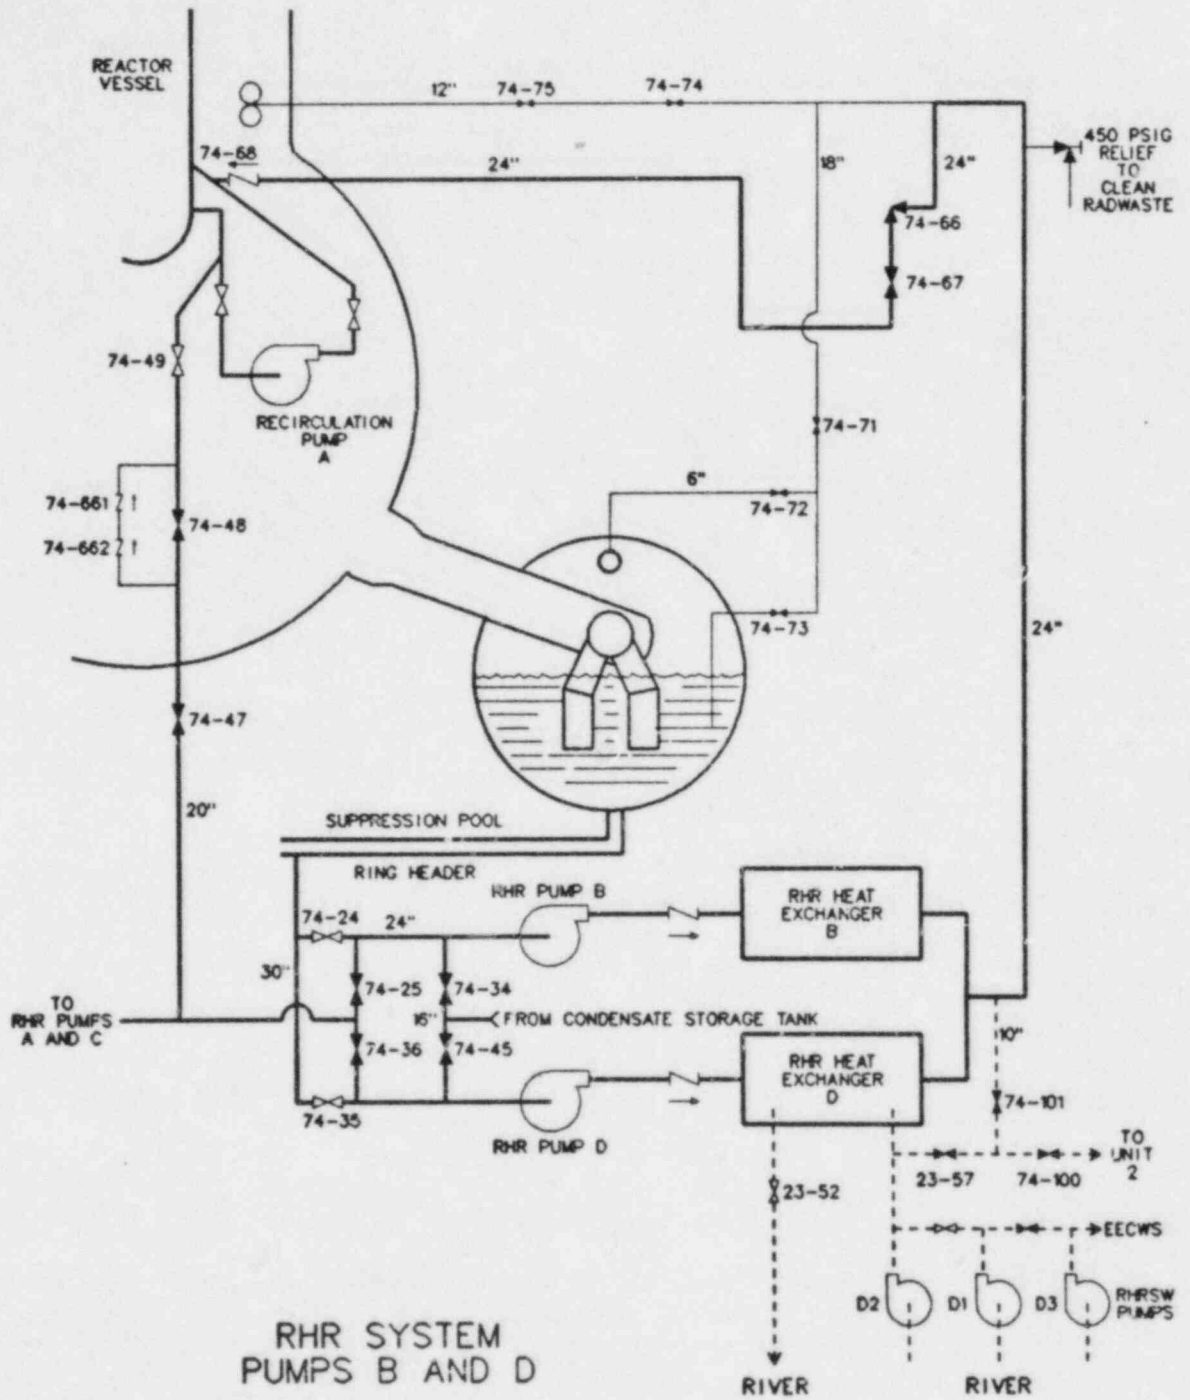 REACTOR
VESSEL
12"
74-75
74-74
450 PSIG
RELIEF
TO
CLEAN
RADWASTE
74-68
24"
18"
24"
74-66
74-67
74-49
RECIRCULATION
PUMP
A
74-71
6"
74-72
74-661
74-48
74-662
74-73
24"
74-47
20"
SUPPRESSION POOL
RING HEADER
RHR PUMP B
RHR HEAT
EXCHANGER
B
74-24
24"
30"
74-25
74-34
TO
RHR PUMPS
A AND C
16"
FROM CONDENSATE STORAGE TANK
10"
74-36
74-45
RHR HEAT
EXCHANGER
D
74-101
74-35
RHR PUMP D
TO
UNIT
2
23-57
74-100
23-52
EECWS
D2
D1
D3
RHRSW
PUMPS
RHR SYSTEM
PUMPS B AND D
RIVER
RIVER